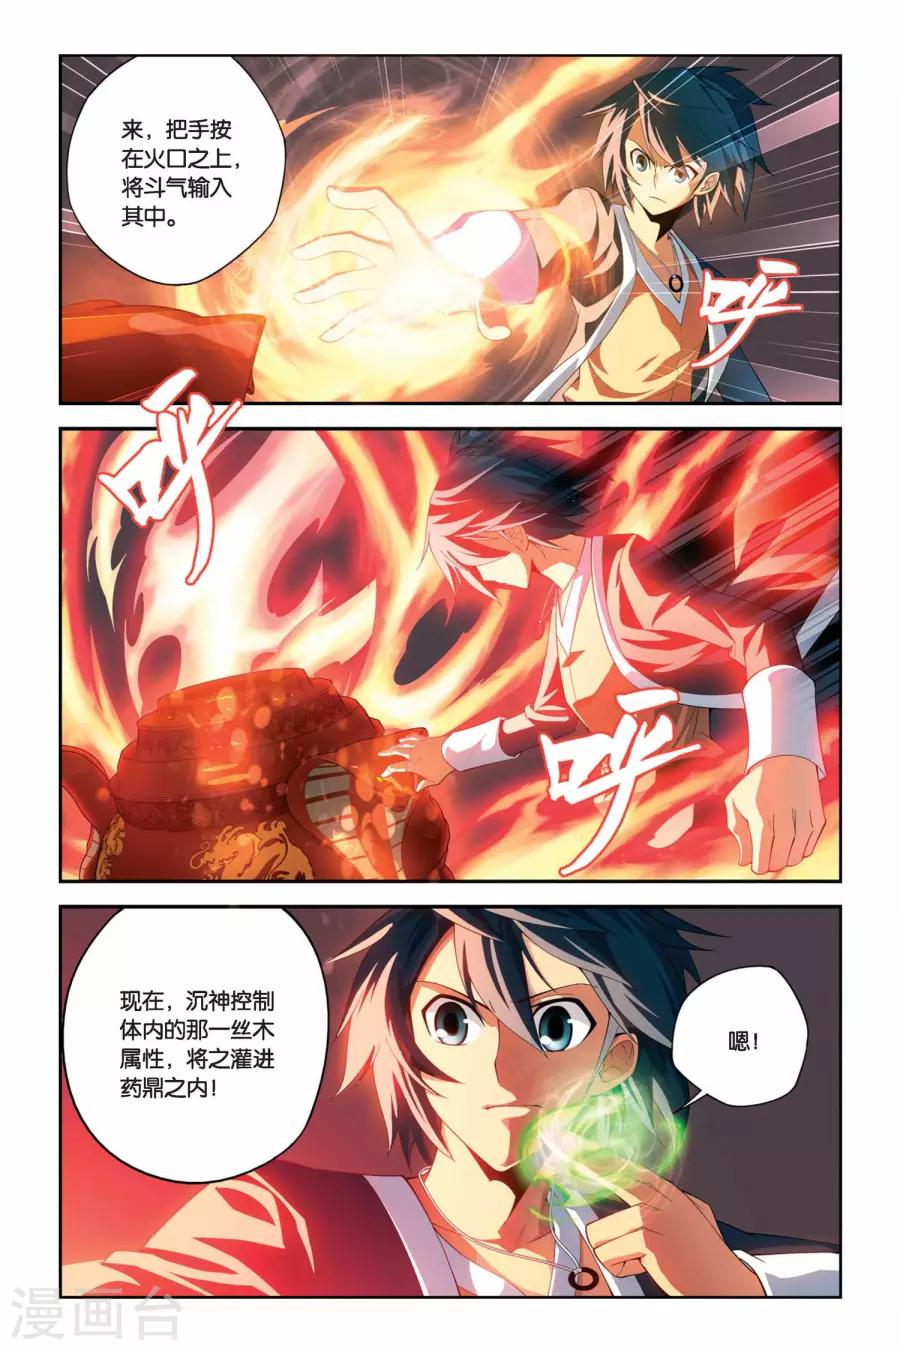 来，把手按
在火口之上，
将斗气输入
其中。
呼
呼
呼
现在，沉神控制
体内的那一丝木
属性，将之灌进
药鼎之内！
嗯！
漫画台